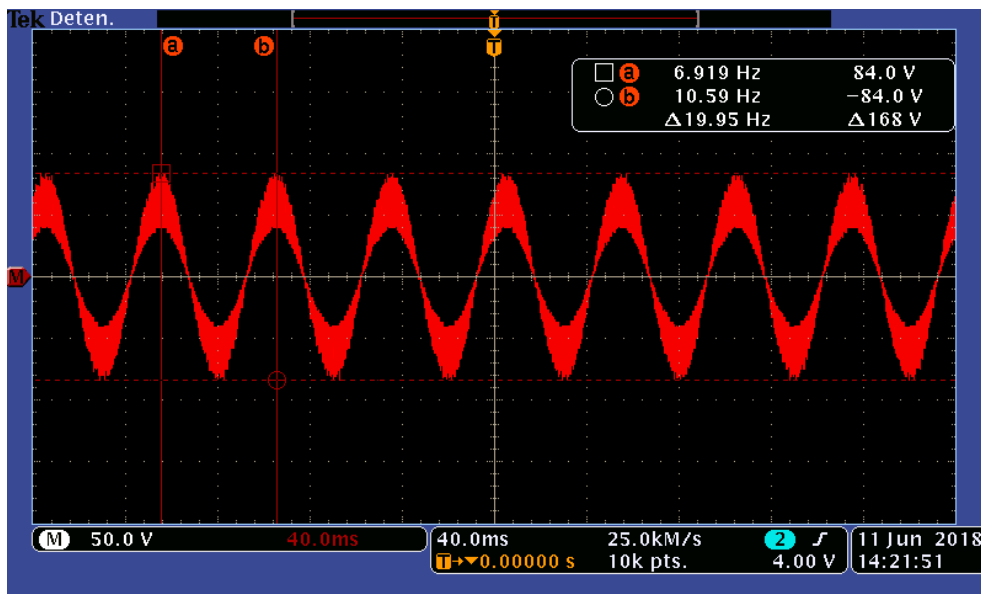 Tek Deten.
T
a b T
a 6.919 Hz 84.0 V
b 10.59 Hz −84.0 V
Δ19.95 Hz Δ168 V
M
M 50.0 V 40.0ms 40.0ms 25.0kM/s 2 4.00 V 11 Jun 2018
T→▼0.00000 s 10k pts. 14:21:51